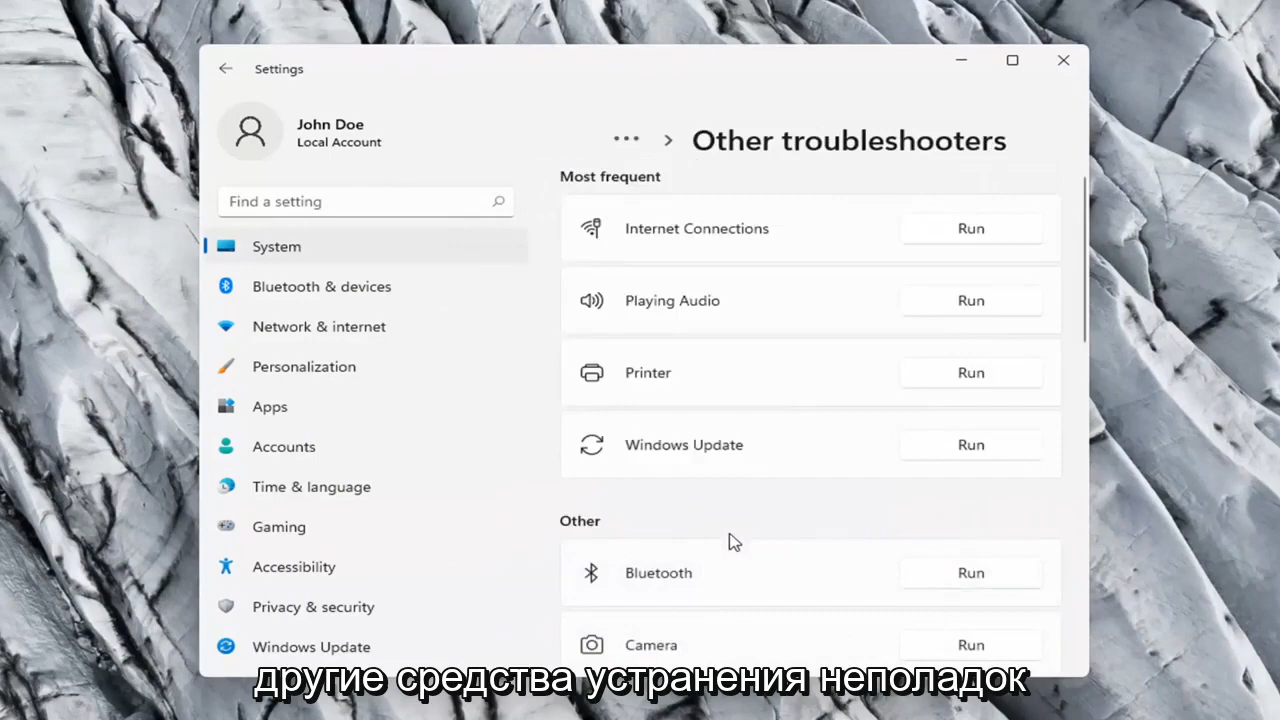 Settings
John Doe
Local Account
Find a setting
System
Bluetooth & devices
Network & internet
Personalization
Apps
Accounts
Time & language
Gaming
Accessibility
Privacy & security
Windows Update
··· > Other troubleshooters
Most frequent
Internet Connections Run
Playing Audio Run
Printer Run
Windows Update Run
Other
Bluetooth Run
Camera Run
другие средства устранения неполадок